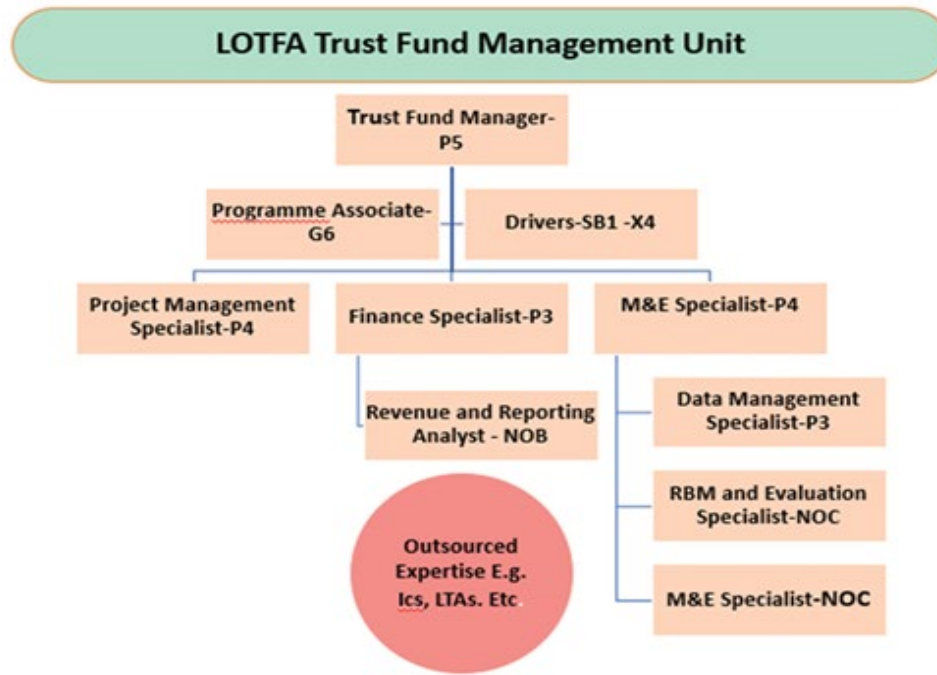 LOTFA Trust Fund Management Unit
Trust Fund Manager-
P5
Programme Associate-
G6
Drivers-SB1 -X4
Project Management
Specialist-P4
Finance Specialist-P3
M&E Specialist-P4
Revenue and Reporting
Analyst - NOB
Data Management
Specialist-P3
RBM and Evaluation
Specialist-NOC
M&E Specialist-NOC
Outsourced
Expertise E.g.
Ics, LTAs. Etc.